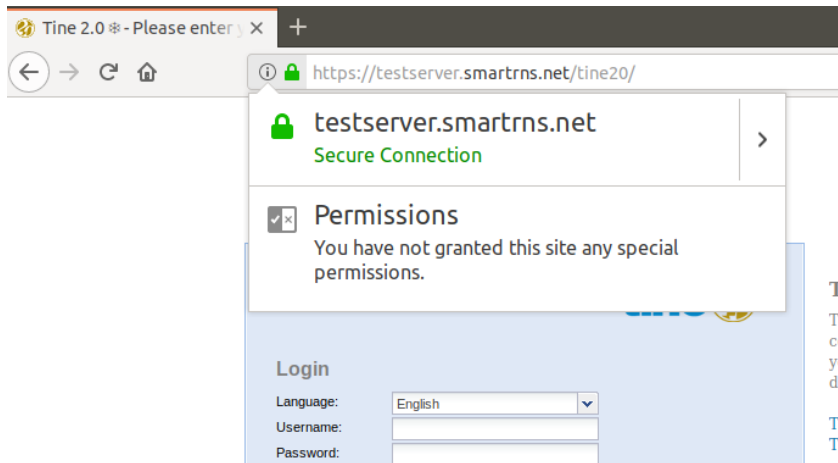 Tine 2.0 ❄ - Please enter y
https://testserver.smartrns.net/tine20/
testserver.smartrns.net
Secure Connection
Permissions
You have not granted this site any special
permissions.
Login
Language:
English
Username:
Password: